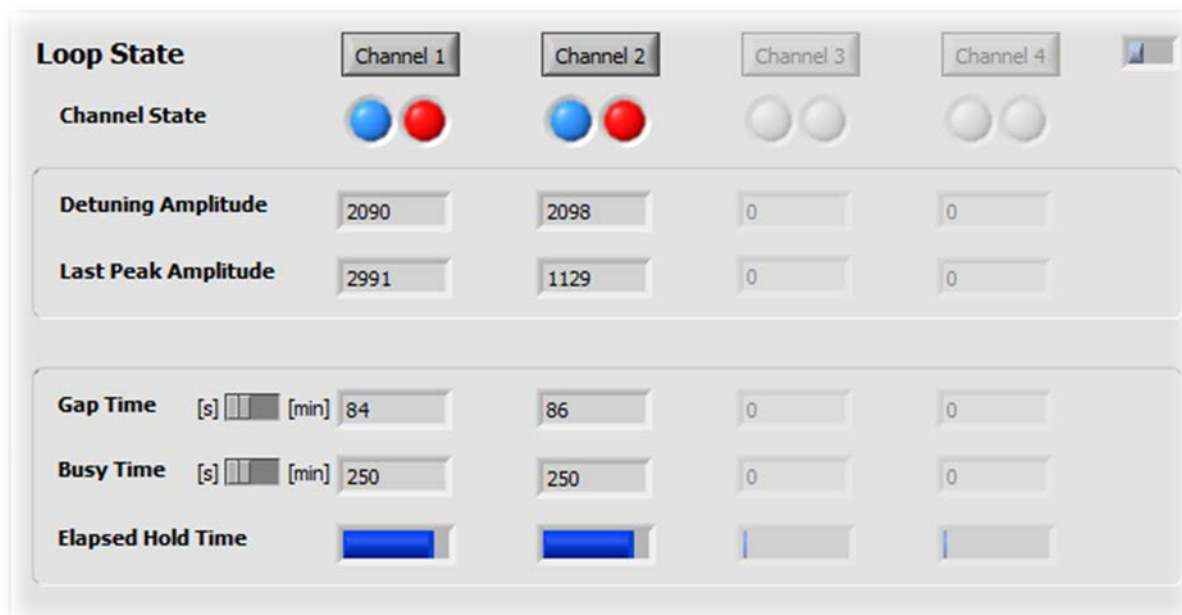 Loop State Channel 1 Channel 2 Channel 3 Channel 4
Channel State
Detuning Amplitude 2090 2098 0 0
Last Peak Amplitude 2991 1129 0 0
Gap Time [s] [min] 84 86 0 0
Busy Time [s] [min] 250 250 0 0
Elapsed Hold Time